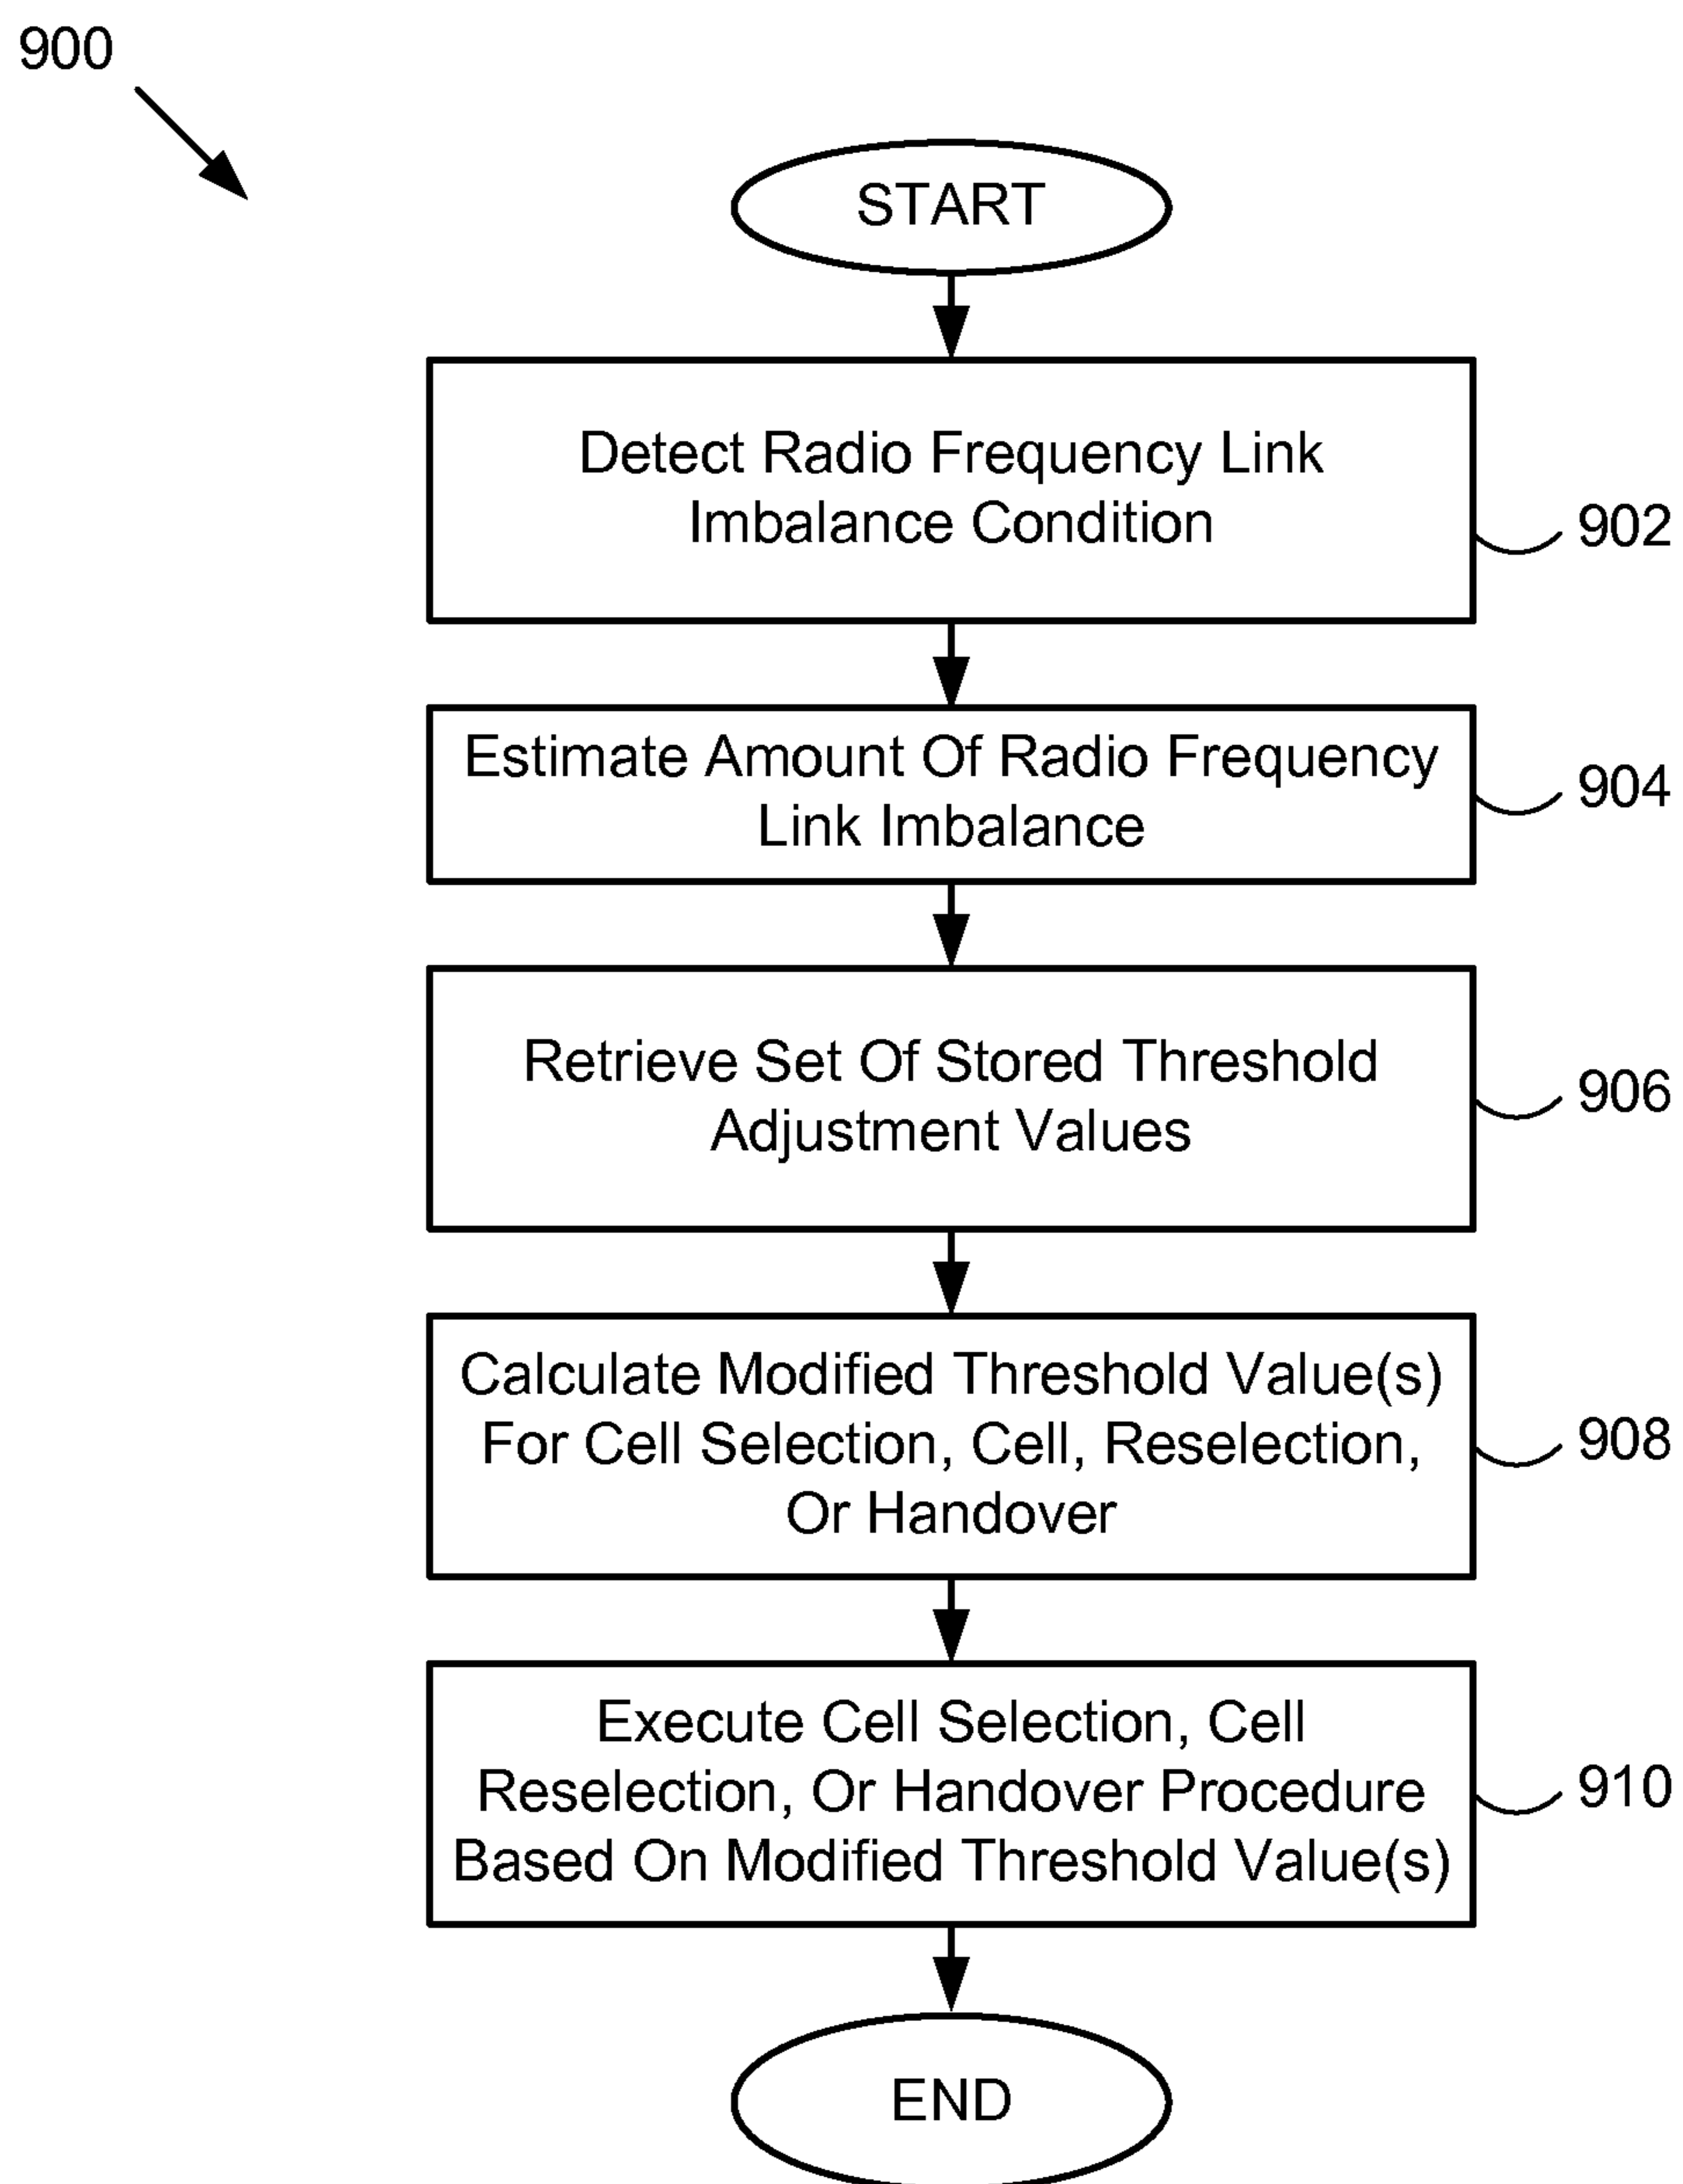 900
START
Detect Radio Frequency Link
Imbalance Condition
902
Estimate Amount Of Radio Frequency
Link Imbalance
904
Retrieve Set Of Stored Threshold
Adjustment Values
906
Calculate Modified Threshold Value(s)
For Cell Selection, Cell, Reselection,
Or Handover
908
Execute Cell Selection, Cell
Reselection, Or Handover Procedure
Based On Modified Threshold Value(s)
910
END